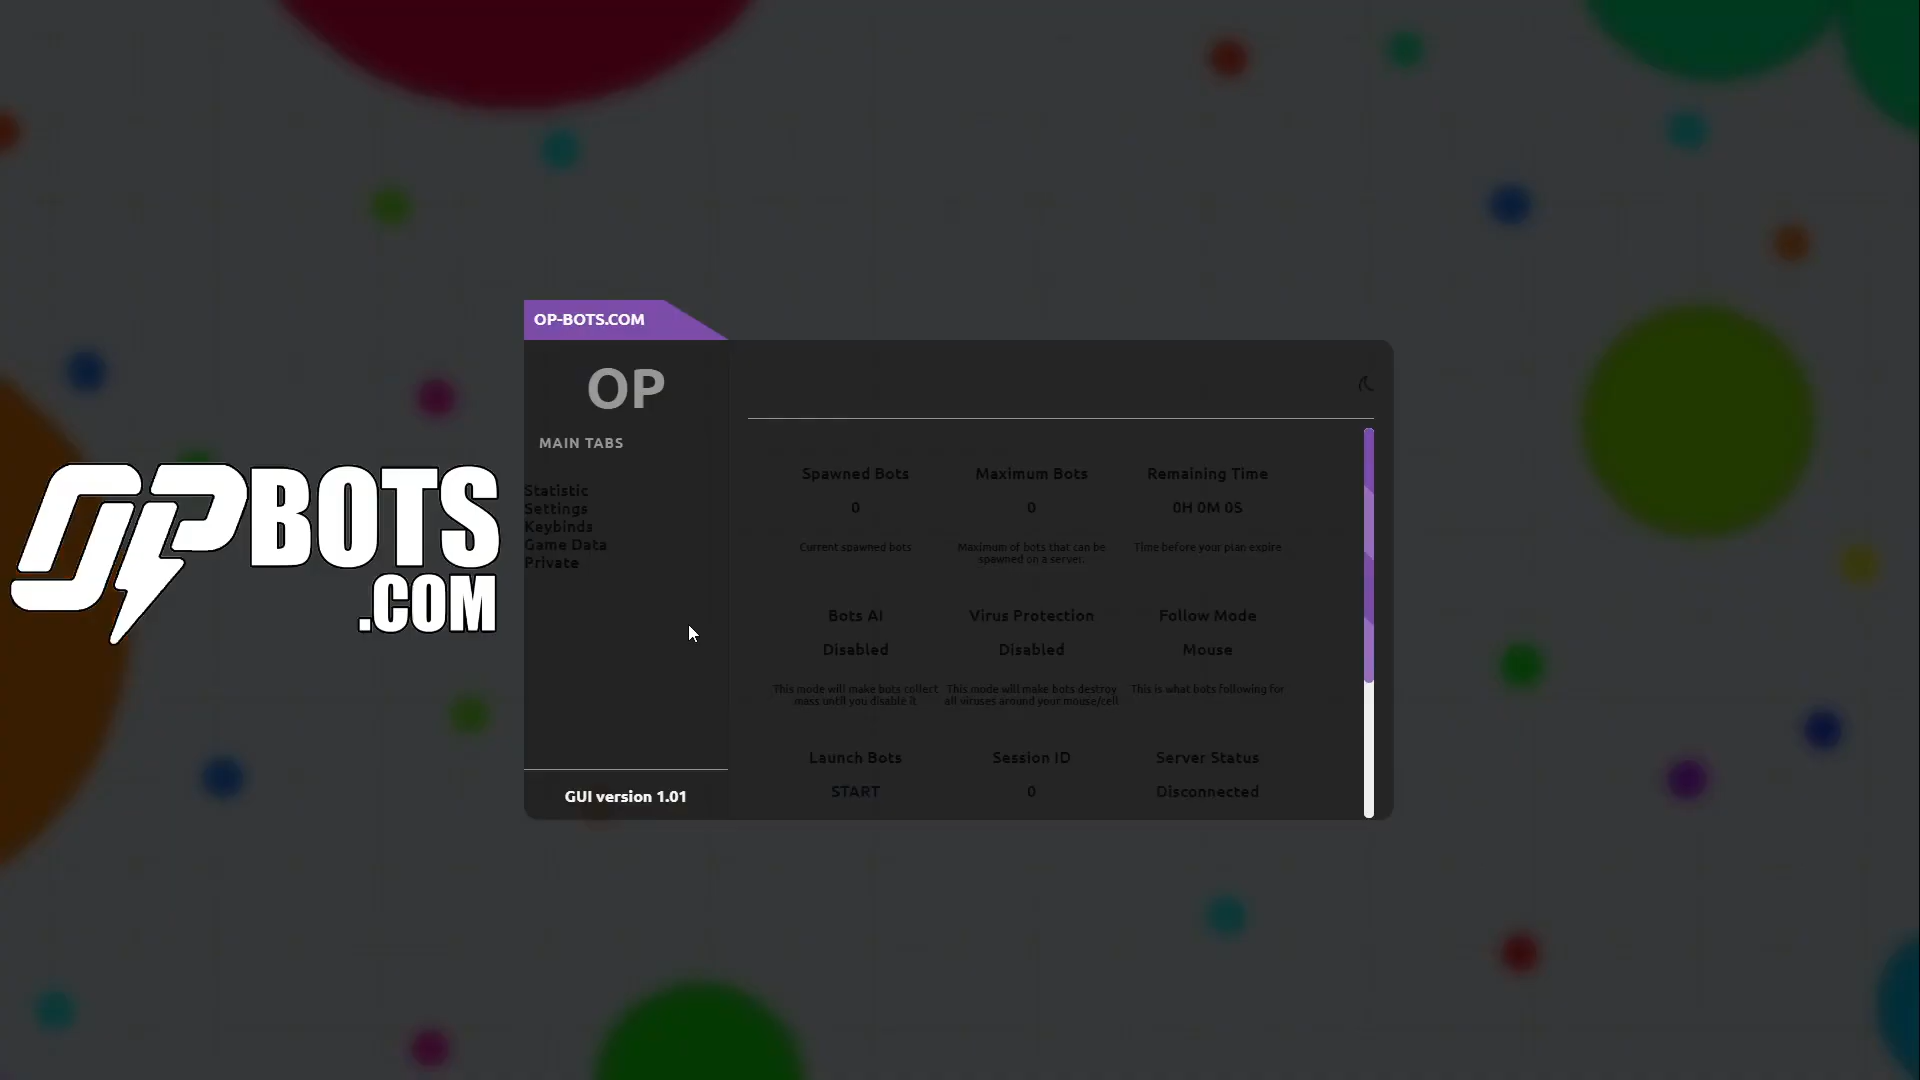 OP-BOTS.COM
OP
MAIN TABS
Statistic
Settings
Keybinds
Game Data
Private
GUI version 1.01
OPBOTS
.COM
Spawned Bots
0
Current spawned bots
Maximum Bots
0
Maximum of bots that can be
spawned on a server.
Remaining Time
0H 0M 0S
Time before your plan expire
Bots AI
Disabled
This mode will make bots collect
mass until you disable it
Virus Protection
Disabled
This mode will make bots destroy
all viruses around your mouse/cell
Follow Mode
Mouse
This is what bots following for
Launch Bots
START
Session ID
0
Server Status
Disconnected